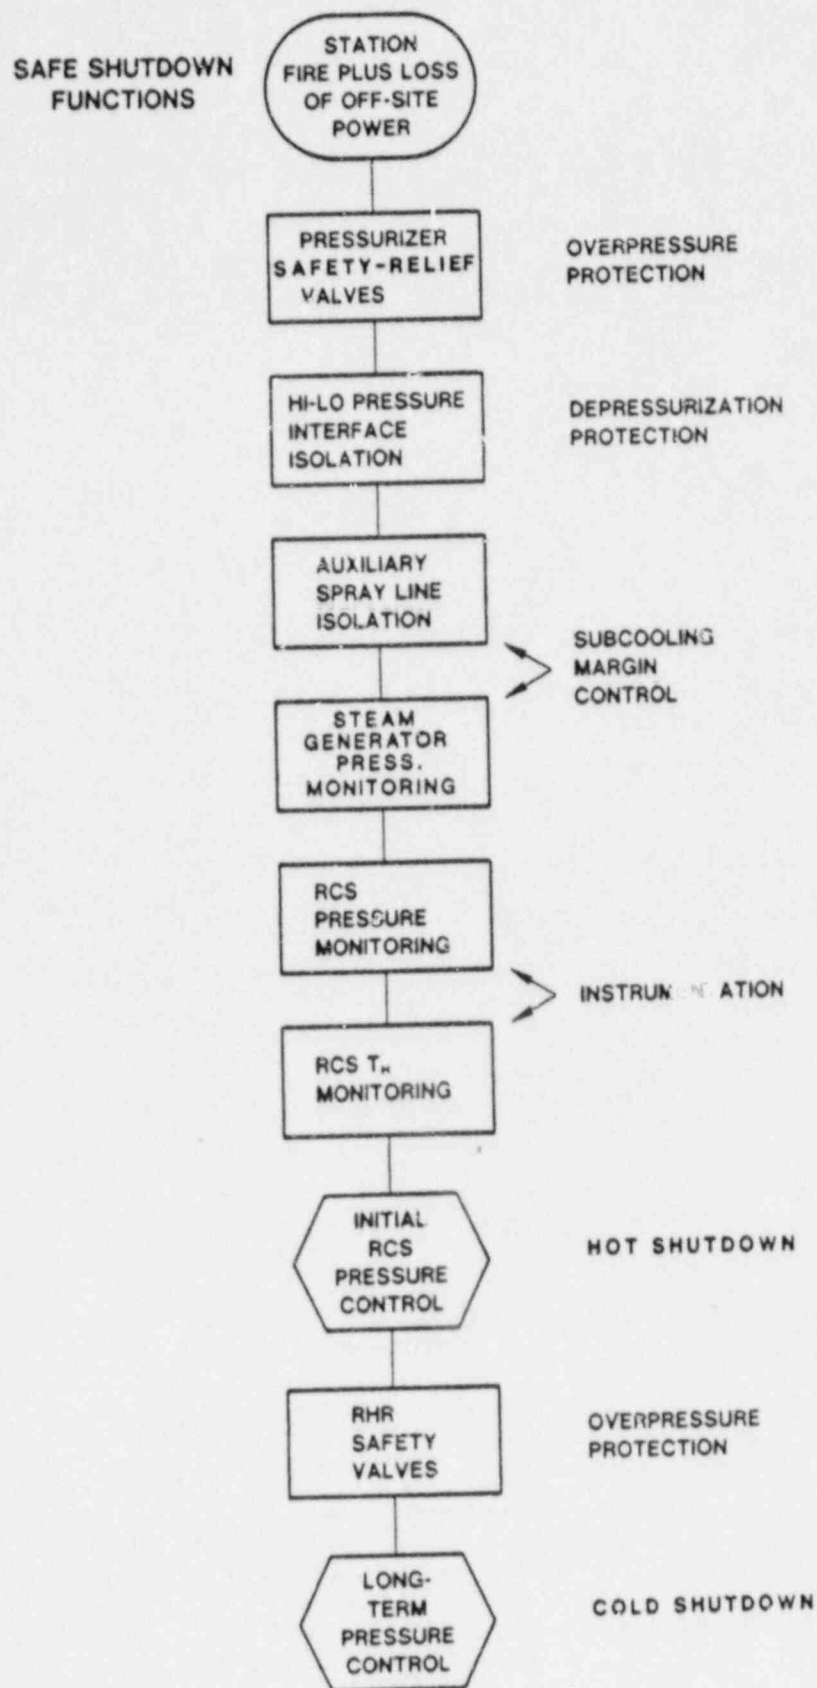 SAFE SHUTDOWN
FUNCTIONS
STATION
FIRE PLUS LOSS
OF OFF-SITE
POWER
PRESSURIZER
SAFETY-RELIEF
VALVES
OVERPRESSURE
PROTECTION
HI-LO PRESSURE
INTERFACE
ISOLATION
DEPRESSURIZATION
PROTECTION
AUXILIARY
SPRAY LINE
ISOLATION
SUBCOOLING
MARGIN
CONTROL
STEAM
GENERATOR
PRESS.
MONITORING
RCS
PRESSURE
MONITORING
INSTRUMENTATION
RCS Tₕ
MONITORING
INITIAL
RCS
PRESSURE
CONTROL
HOT SHUTDOWN
RHR
SAFETY
VALVES
OVERPRESSURE
PROTECTION
LONG-
TERM
PRESSURE
CONTROL
COLD SHUTDOWN